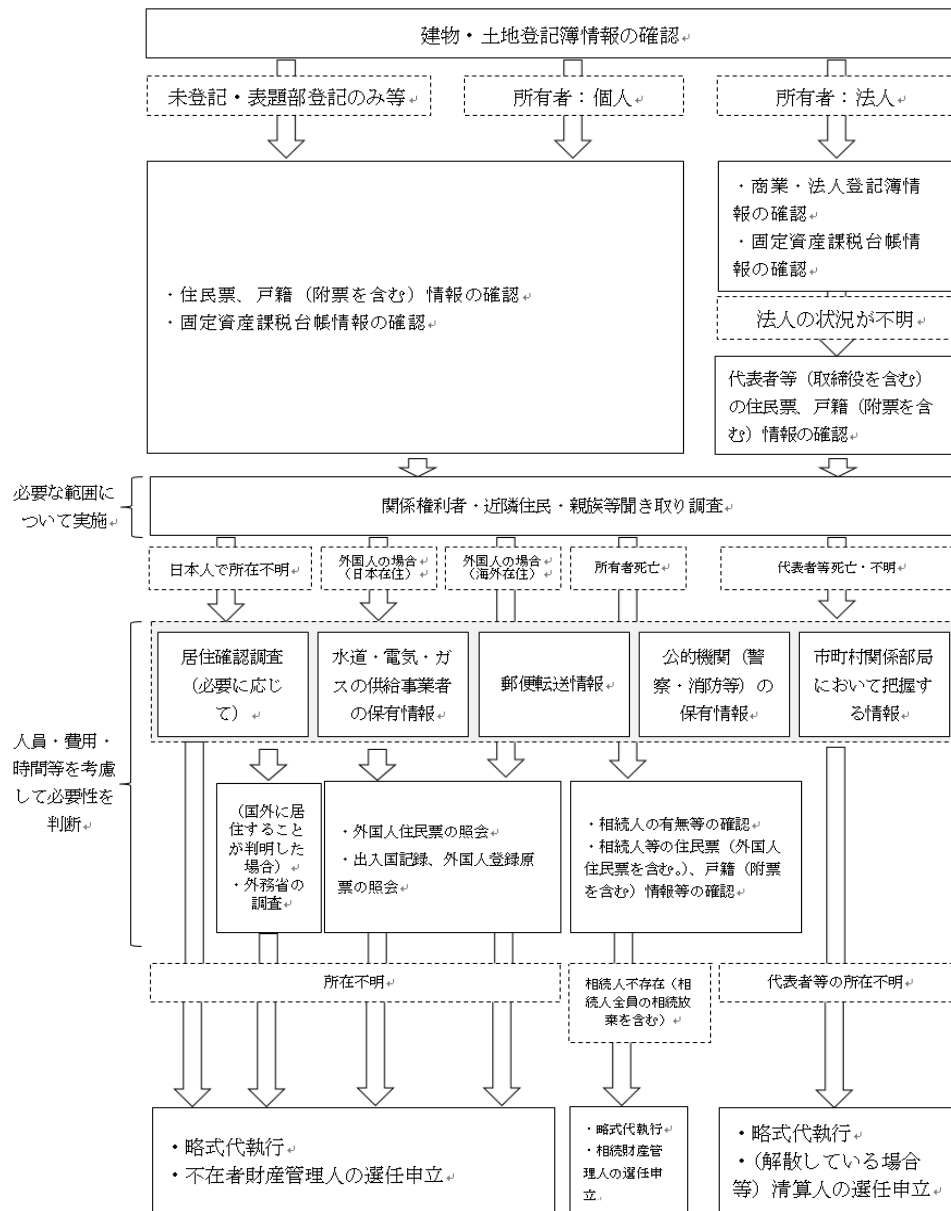 建物・土地登記簿情報の確認
未登記・表題部登記のみ等
所有者：個人
所有者：法人
・住民票、戸籍（附票を含む）情報の確認
・固定資産課税台帳情報の確認
・商業・法人登記簿情
報の確認
・固定資産課税台帳情
報の確認
法人の状況が不明
代表者等（取締役を含む）
の住民票、戸籍（附票を含
む）情報の確認
必要な範囲に
ついて実施
関係権利者・近隣住民・親族等聞き取り調査
日本人で所在不明
外国人の場合
（日本在住）
外国人の場合
（海外在住）
所有者死亡
代表者等死亡・不明
人員・費用・
時間等を考慮
して必要性を
判断
居住確認調査
（必要に応じ
て）
水道・電気・ガ
スの供給事業者
の保有情報
郵便転送情報
公的機関（警
察・消防等）の
保有情報
市町村関係部局
において把握す
る情報
（国外に居
住すること
が判明した
場合）
・外務省の
調査
・外国人住民票の照会
・出入国記録、外国人登録原
票の照会
・相続人の有無等の確認
・相続人等の住民票（外国人
住民票を含む。）、戸籍（附票
を含む）情報等の確認
所在不明
相続人不存在（相
続人全員の相続放
棄を含む）
代表者等の所在不明
・略式代執行
・不在者財産管理人の選任申立
・略式代執行
・相続財産
管理人の選任申
立
・略式代執行
・（解散している場合
等）清算人の選任申立